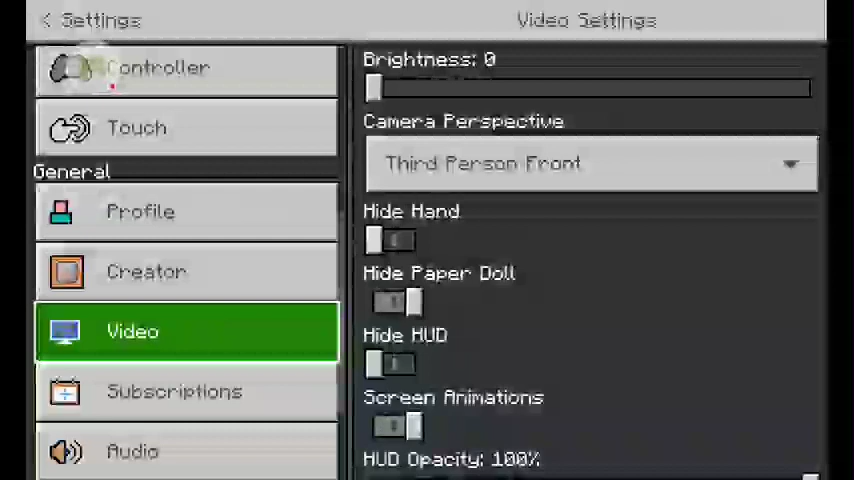 < Settings
Video Settings
Controller
Touch
General
Profile
Creator
Video
Subscriptions
Audio
Brightness: 0
Camera Perspective
Third Person Front
Hide Hand
Hide Paper Doll
Hide HUD
Screen Animations
HUD Opacity: 100%